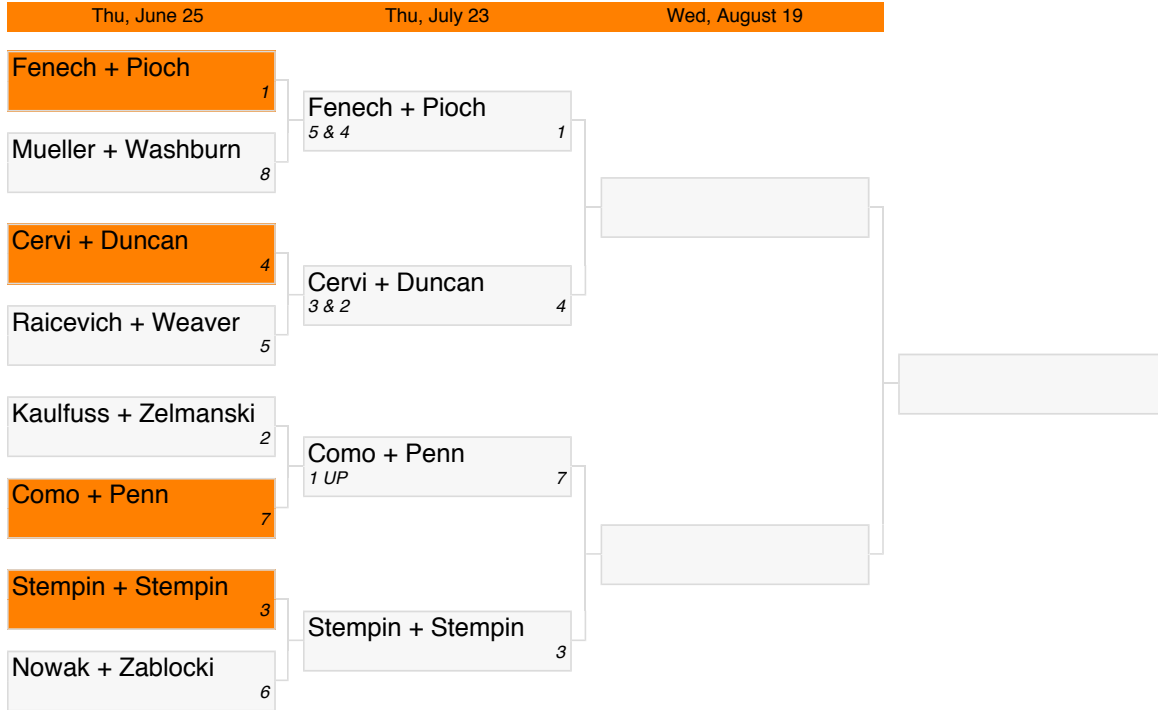 Thu, June 25
Thu, July 23
Wed, August 19
Fenech + Pioch
1
Mueller + Washburn
8
Cervi + Duncan
4
Raicevich + Weaver
5
Kaulfuss + Zelmanski
2
Como + Penn
7
Stempin + Stempin
3
Nowak + Zablocki
6
Fenech + Pioch
5 & 4 1
Cervi + Duncan
3 & 2 4
Como + Penn
1 UP 7
Stempin + Stempin
3